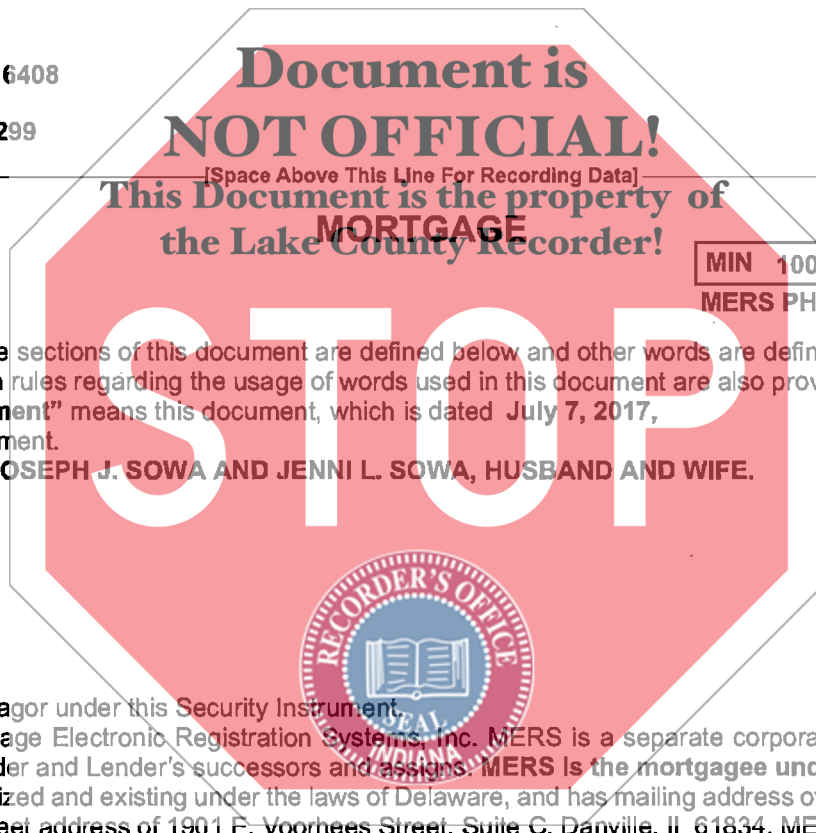 6408
Document is
299
NOT OFFICIAL!
[Space Above This Line For Recording Data]
This Document is the property of
MORTGAGE
the Lake County Recorder!
MIN 100
MERS PH
e sections of this document are defined below and other words are defin
rules regarding the usage of words used in this document are also prov
ment" means this document, which is dated July 7, 2017,
ment.
OSEPH J. SOWA AND JENNI L. SOWA, HUSBAND AND WIFE.
STOP
RECORDER'S OFFICE
SEAL
INDIANA
agor under this Security Instrument.
age Electronic Registration Systems, Inc. MERS is a separate corpora
der and Lender's successors and assigns. MERS is the mortgagee und
ized and existing under the laws of Delaware, and has mailing address of
eet address of 1901 E. Voorhees Street, Suite C, Danville, IL 61834. ME